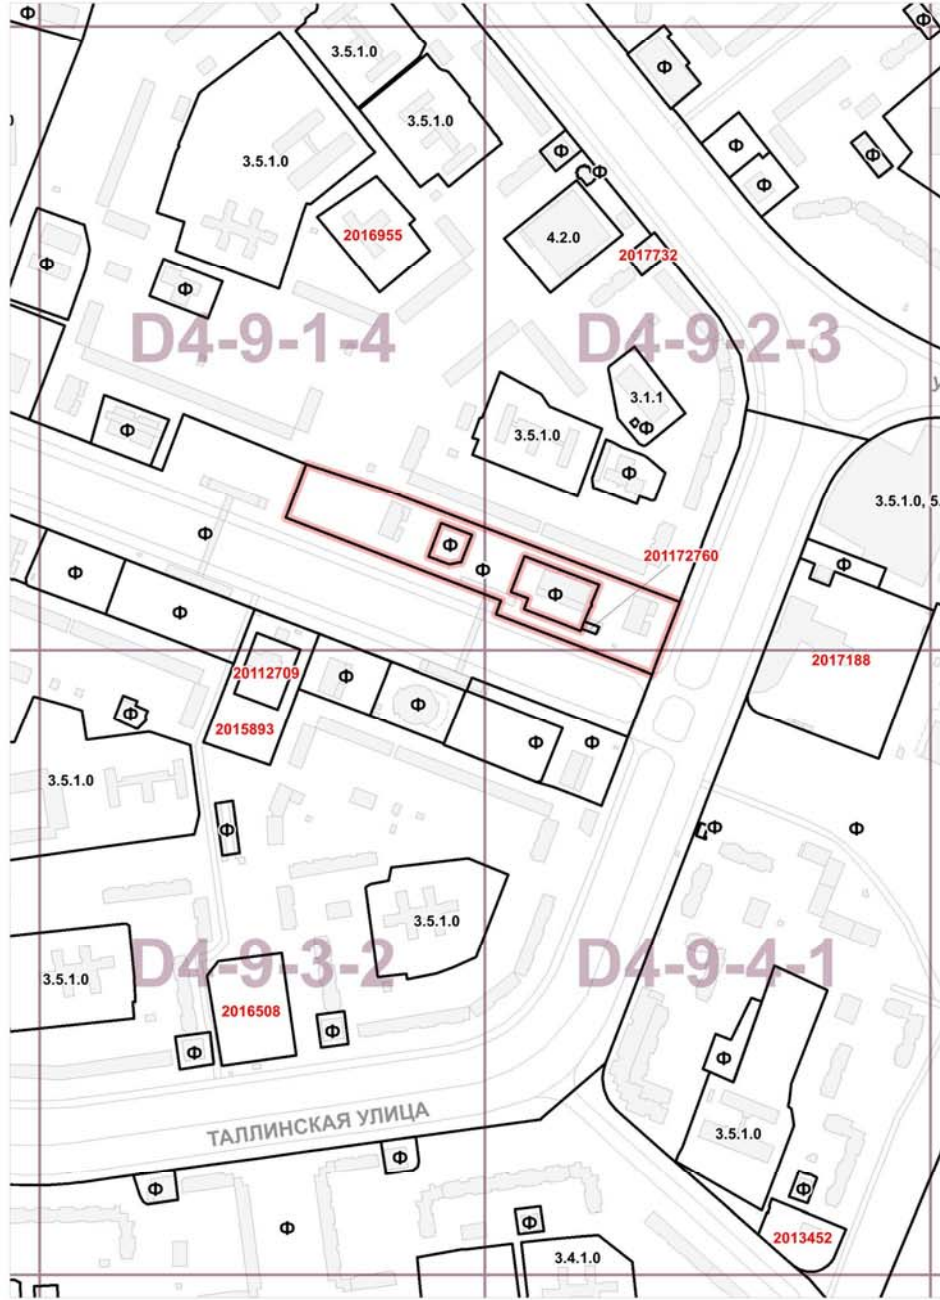 Ф
3.5.1.0
Ф
Ф
3.5.1.0
Ф
Ф
3.5.1.0
Ф
Ф
Ф
2016955
4.2.0
2017732
Ф
Ф
D4-9-1-4
D4-9-2-3
3.1.1
Ф
Ф
3.5.1.0
Ф
3.5.1.0, 5.
Ф
Ф
201172760
Ф
Ф
Ф
Ф
Ф
2017188
20112709
Ф
Ф
Ф
2015893
Ф
Ф
3.5.1.0
Ф
Ф
Ф
3.5.1.0
D4-9-3-2
D4-9-4-1
3.5.1.0
2016508
Ф
Ф
Ф
ТАЛЛИНСКАЯ УЛИЦА
3.5.1.0
Ф
Ф
Ф
Ф
Ф
2013452
3.4.1.0